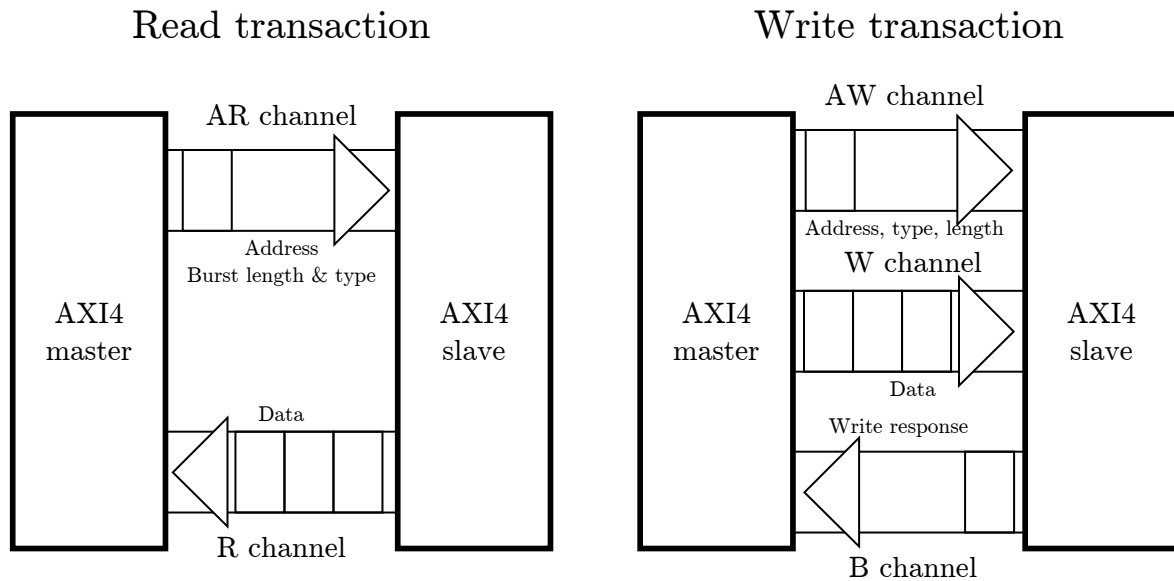 Read transaction
AR channel
AXI4
master
Address
Burst length & type
AXI4
slave
Data
R channel
Write transaction
AW channel
Address, type, length
W channel
AXI4
master
AXI4
slave
Data
Write response
B channel